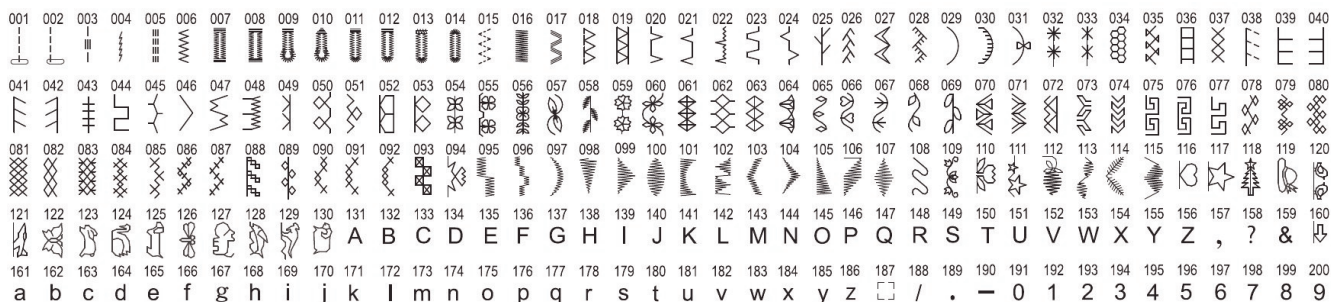 001 002 003 004 005 006 007 008 009 010 011 012 013 014 015 016 017 018 019 020 021 022 023 024 025 026 027 028 029 030 031 032 033 034 035 036 037 038 039 040
041 042 043 044 045 046 047 048 049 050 051 052 053 054 055 056 057 058 059 060 061 062 063 064 065 066 067 068 069 070 071 072 073 074 075 076 077 078 079 080
081 082 083 084 085 086 087 088 089 090 091 092 093 094 095 096 097 098 099 100 101 102 103 104 105 106 107 108 109 110 111 112 113 114 115 116 117 118 119 120
121 122 123 124 125 126 127 128 129 130 131 132 133 134 135 136 137 138 139 140 141 142 143 144 145 146 147 148 149 150 151 152 153 154 155 156 157 158 159 160
A B C D E F G H I J K L M N O P Q R S T U V W X Y Z , ? &
161 162 163 164 165 166 167 168 169 170 171 172 173 174 175 176 177 178 179 180 181 182 183 184 185 186 187 188 189 190 191 192 193 194 195 196 197 198 199 200
a b c d e f g h i j k l m n o p q r s t u v w x y z / . – 0 1 2 3 4 5 6 7 8 9